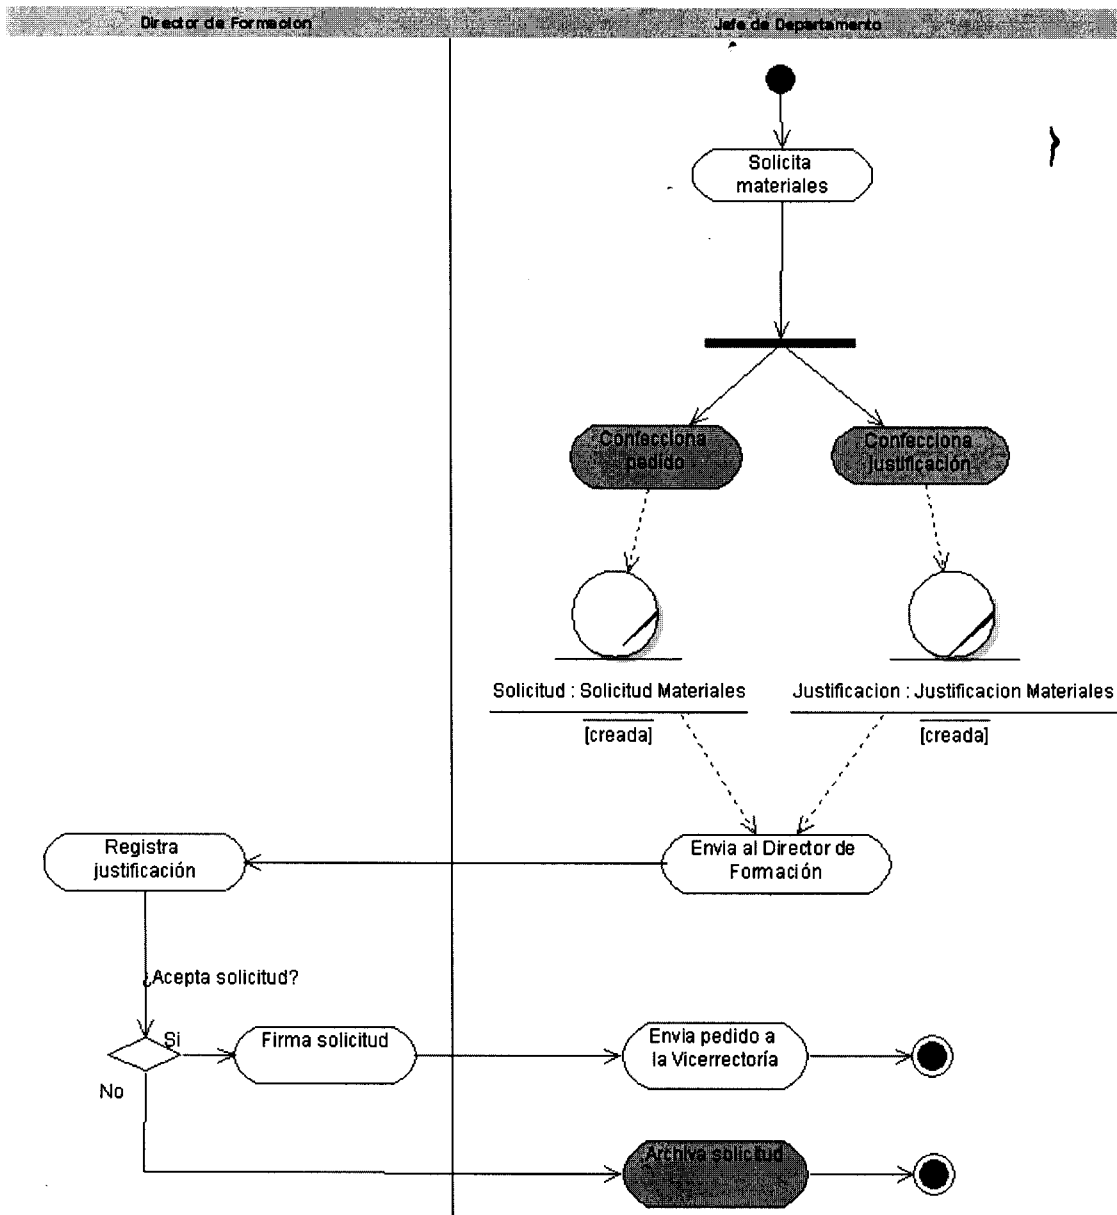 Director de Formacion
Jefe de Departamento
Solicita
materiales
Confecciona
pedido
Confecciona
justificación
Solicitud : Solicitud Materiales
Justificacion : Justificacion Materiales
[creada]
[creada]
Registra
justificación
Envia al Director de
Formación
¿Acepta solicitud?
Si
Firma solicitud
Envia pedido a
la Vicerrectoría
No
Archiva solicitud